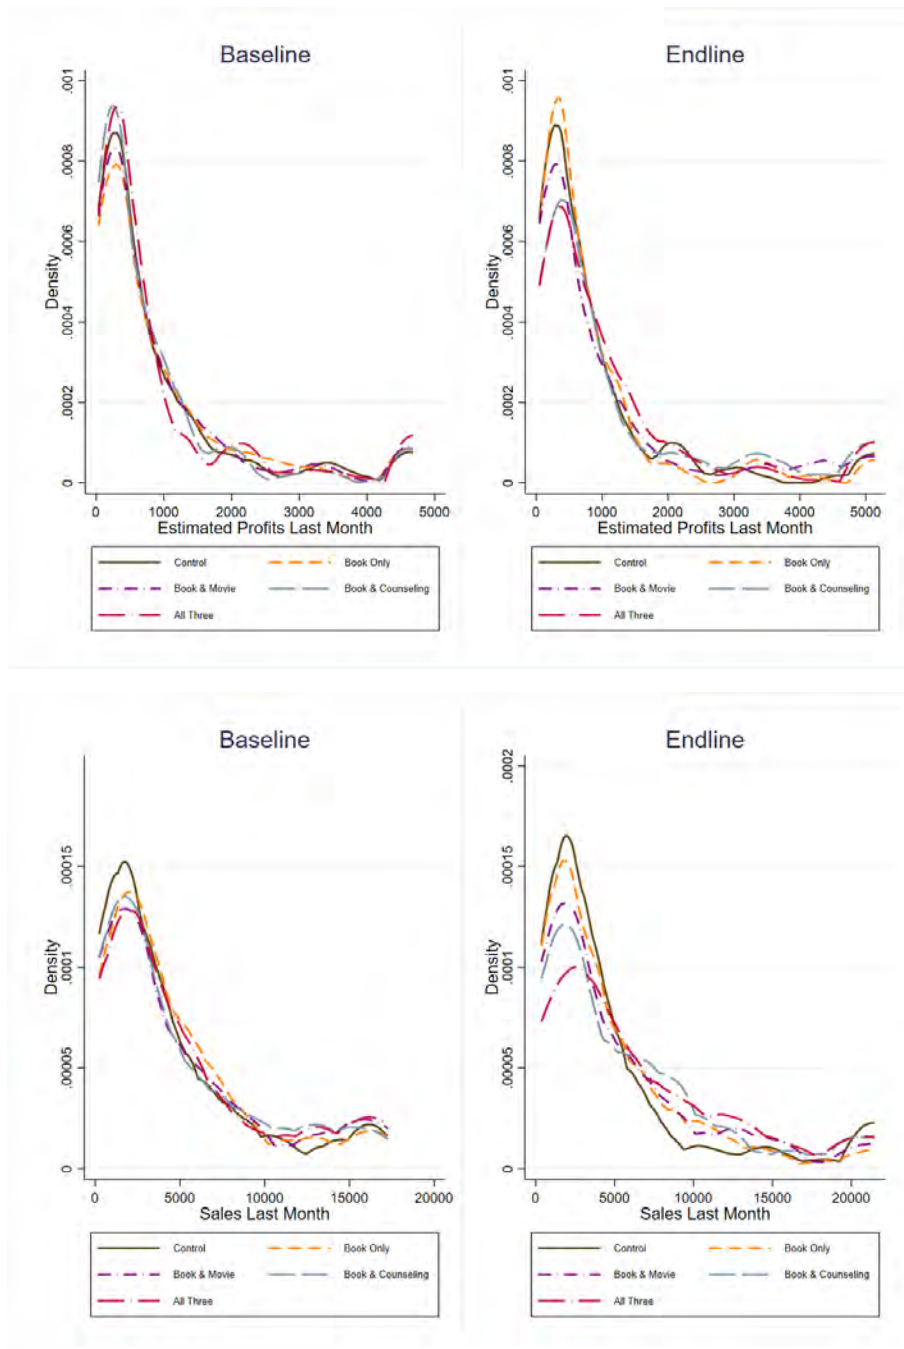 Baseline
Density
0 .0002 .0004 .0006 .0008 .001
0 1000 2000 3000 4000 5000
Estimated Profits Last Month
Control Book Only
Book & Movie Book & Counseling
All Three
Endline
Density
0 .0002 .0004 .0006 .0008 .001
0 1000 2000 3000 4000 5000
Estimated Profits Last Month
Control Book Only
Book & Movie Book & Counseling
All Three
Baseline
Density
0 .00005 .0001 .00015
0 5000 10000 15000 20000
Sales Last Month
Control Book Only
Book & Movie Book & Counseling
All Three
Endline
Density
0 .00005 .0001 .00015 .0002
0 5000 10000 15000 20000
Sales Last Month
Control Book Only
Book & Movie Book & Counseling
All Three